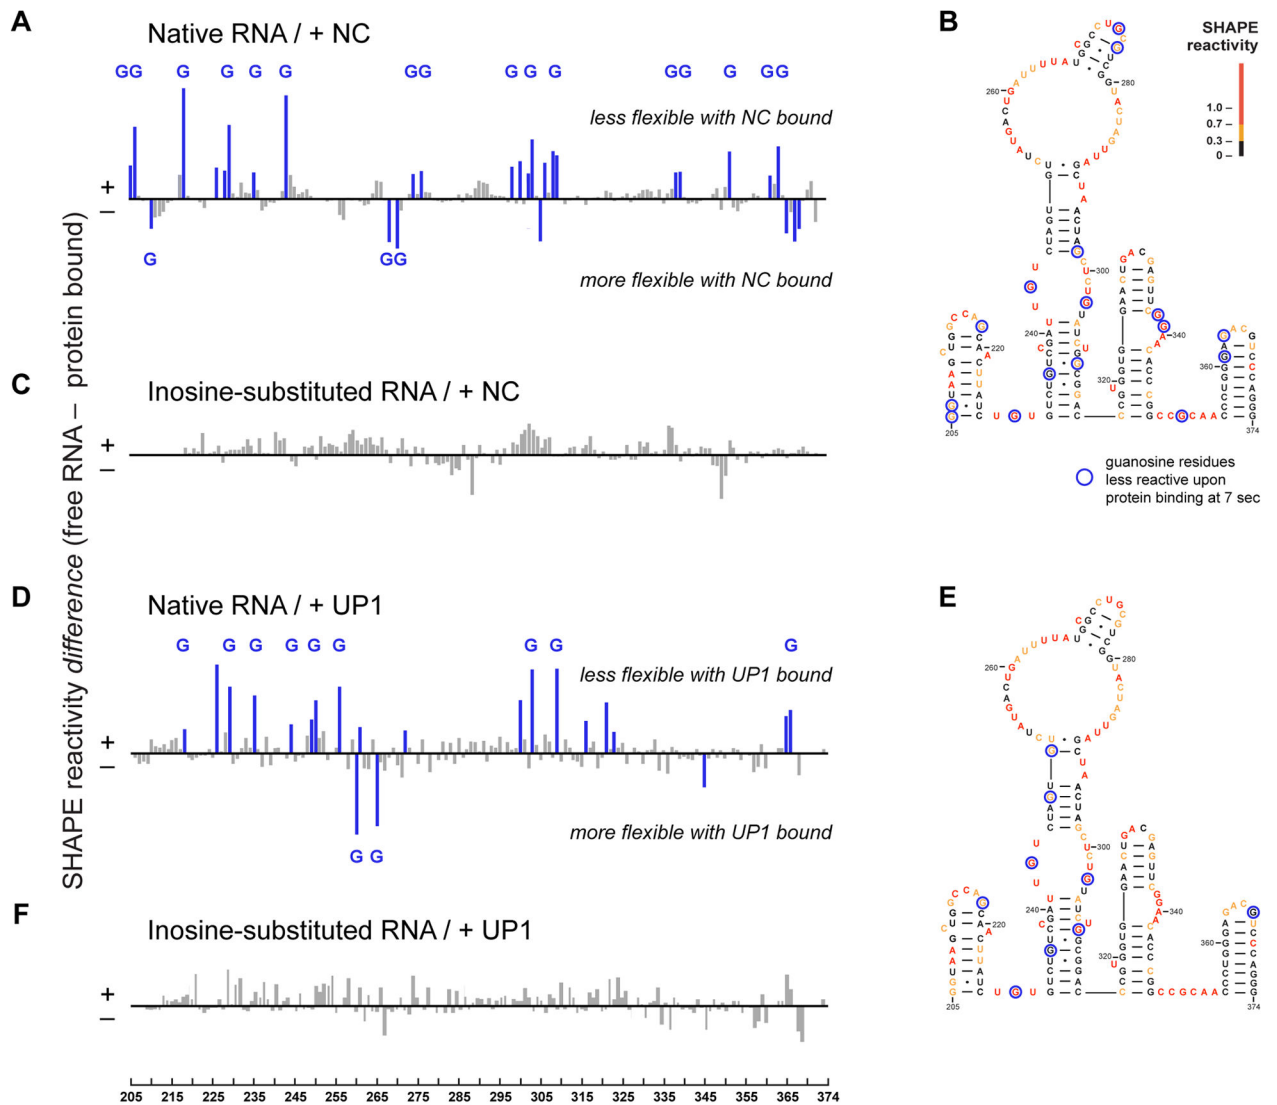 A
Native RNA / + NC
GG G G G G GG G G G GG G GG
less flexible with NC bound
+
−
G GG
more flexible with NC bound
SHAPE reactivity difference (free RNA − protein bound)
C
Inosine-substituted RNA / + NC
+
−
D
Native RNA / + UP1
G G G G G G G G G
less flexible with UP1 bound
+
−
more flexible with UP1 bound
G G
F
Inosine-substituted RNA / + UP1
+
−
205 215 225 235 245 255 265 275 285 295 305 315 325 335 345 355 365 374
B
SHAPE
reactivity
1.0
0.7
0.3
0
260
280
300
240
220
340
320
360
205
374
guanosine residues
less reactive upon
protein binding at 7 sec
E
260
280
300
240
220
340
320
360
205
374